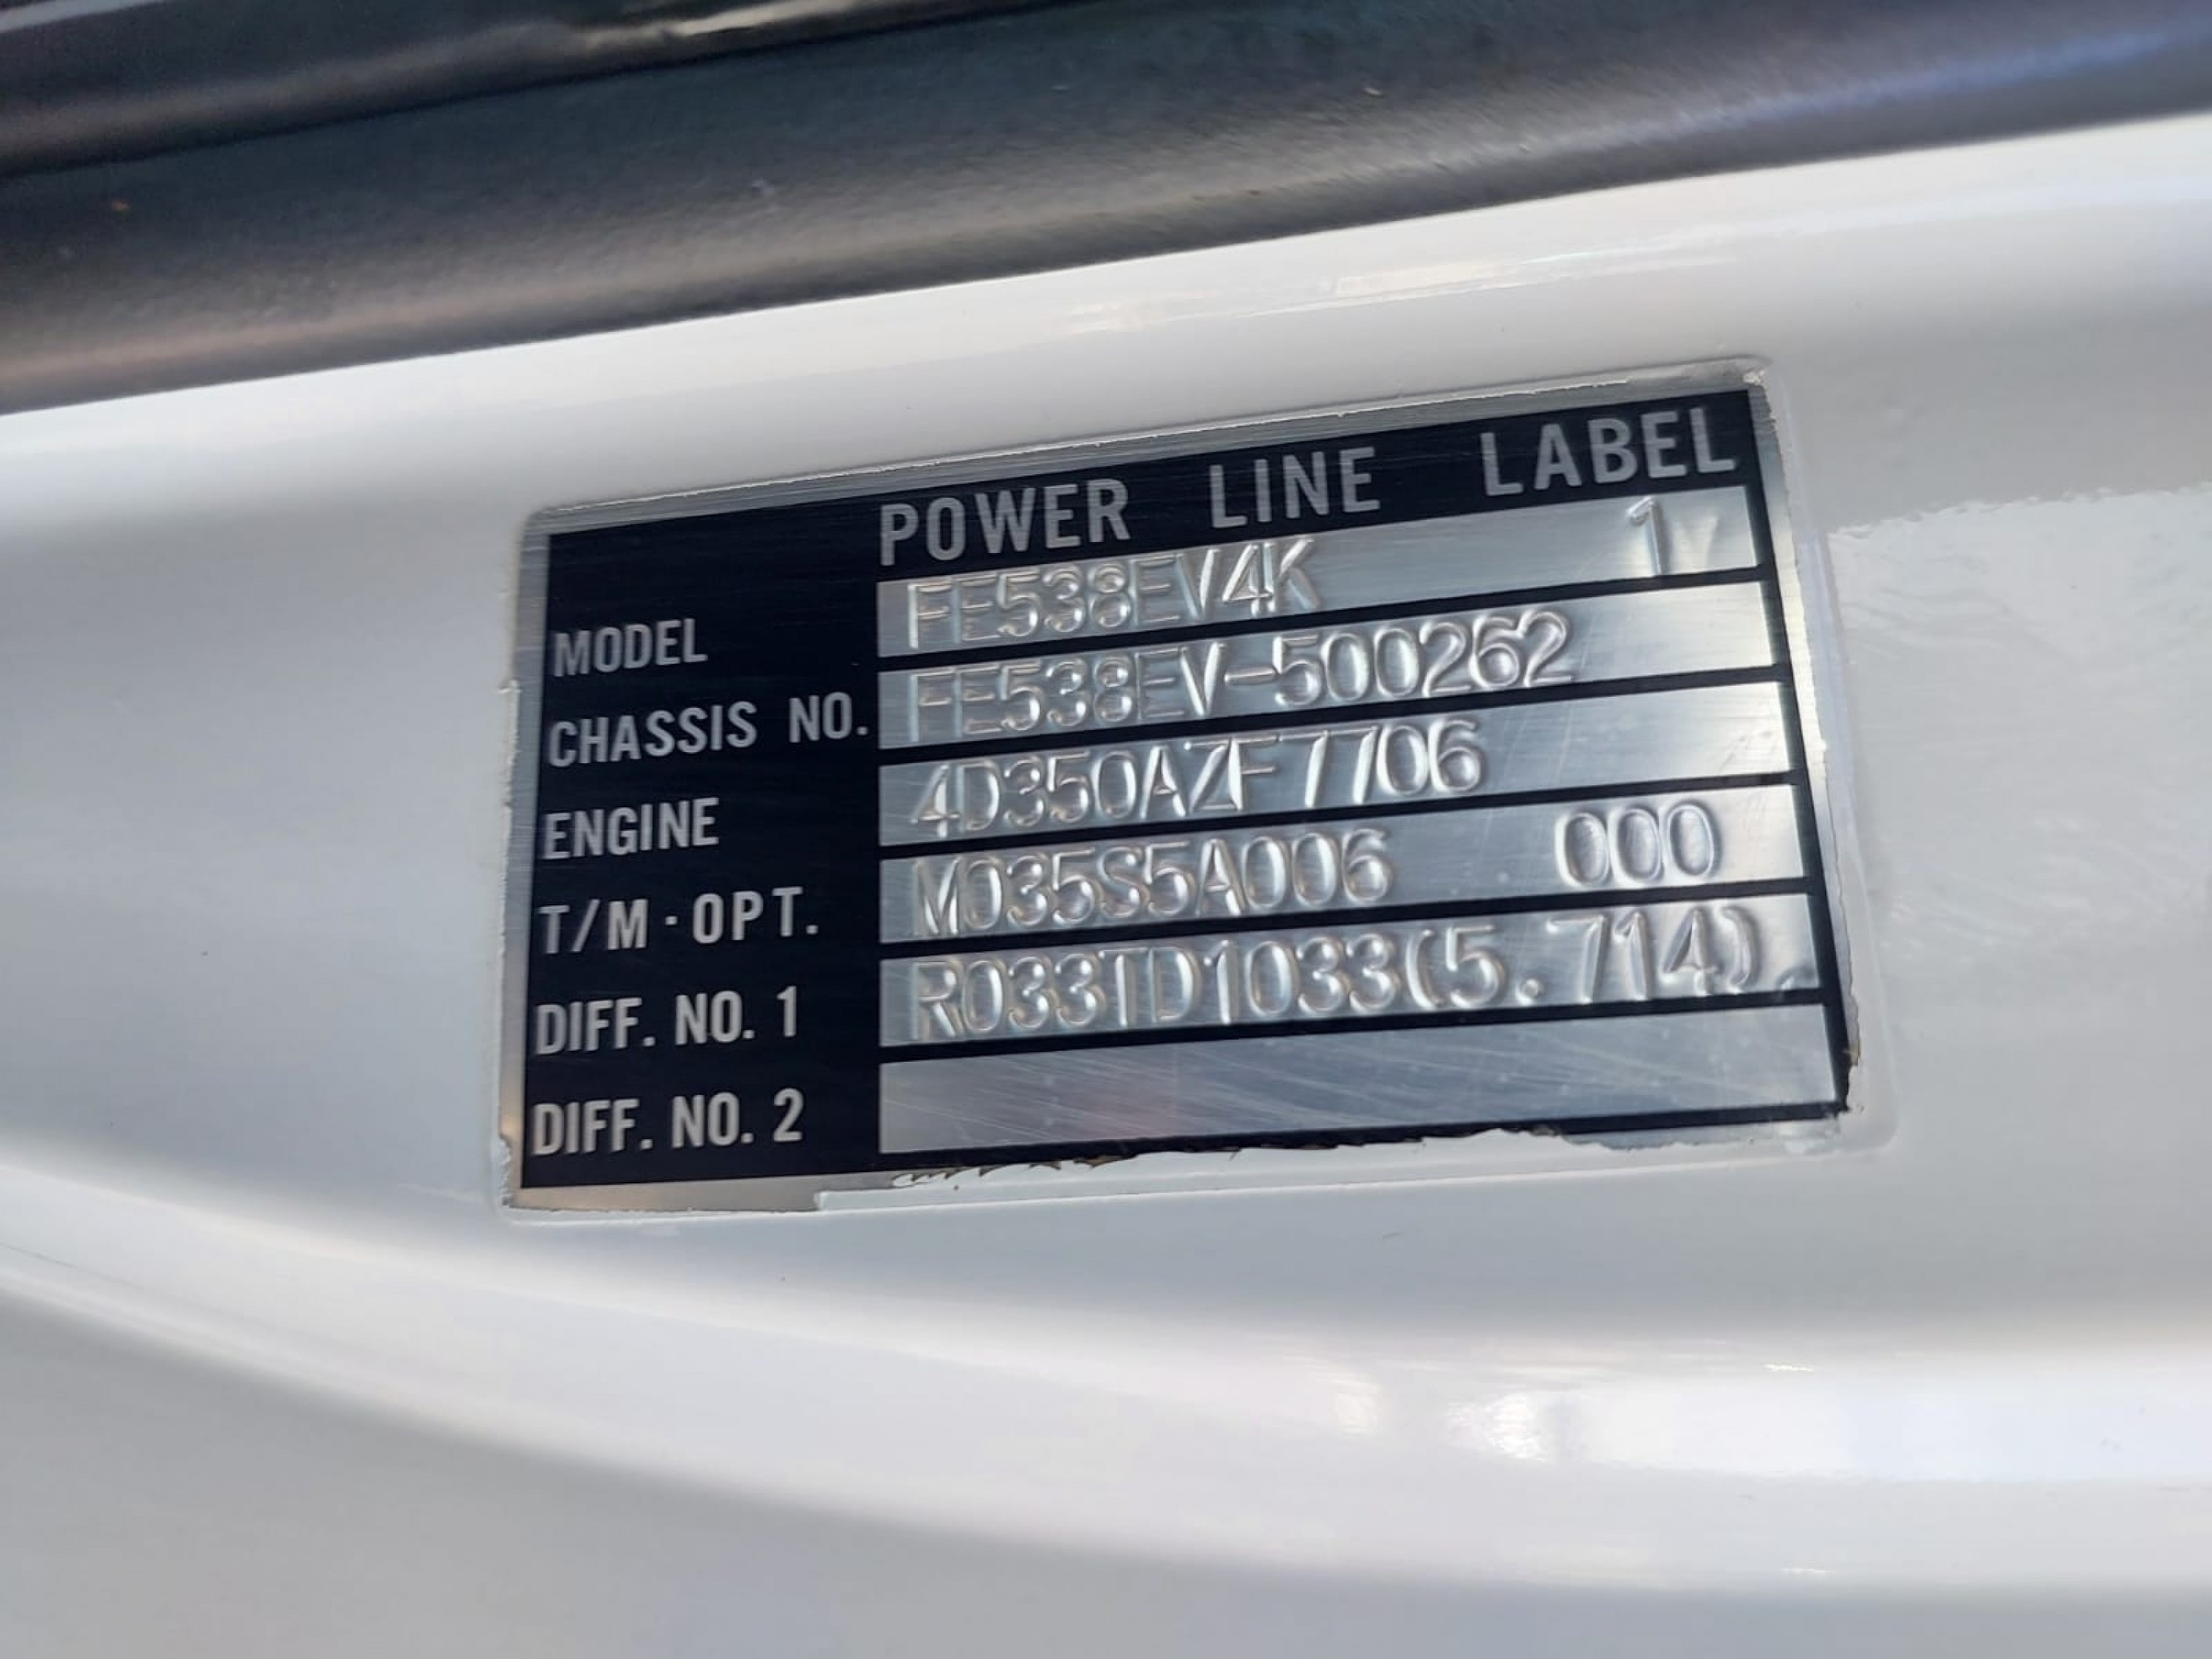 POWER LINE LABEL
MODEL FE538EV4K 1
CHASSIS NO. FE538EV-500262
ENGINE 4D350AZF7706
T/M·OPT. M035S5A006 000
DIFF. NO. 1 R033TD1033(5.714).
DIFF. NO. 2